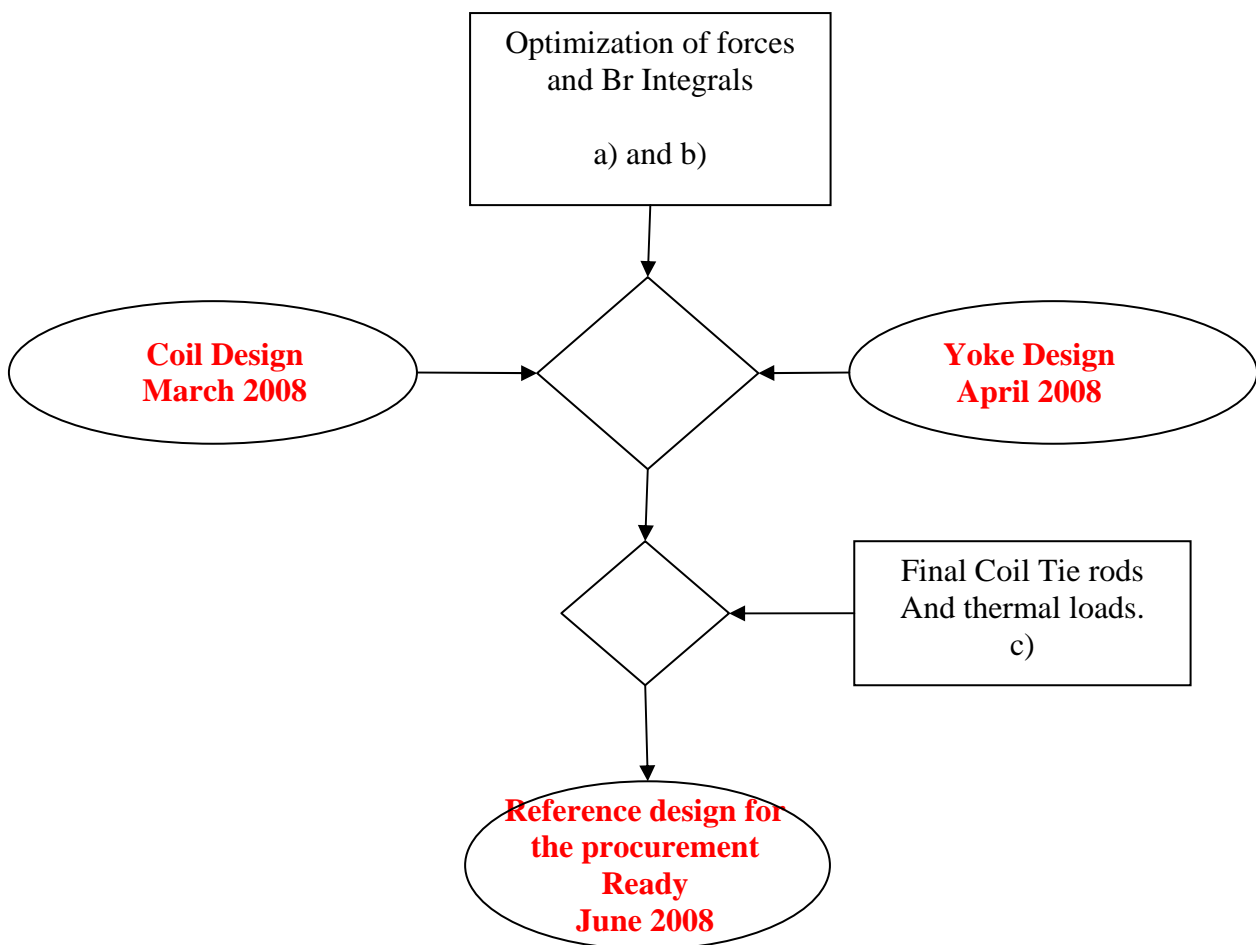 Optimization of forces
and Br Integrals
a) and b)
Coil Design
March 2008
Yoke Design
April 2008
Final Coil Tie rods
And thermal loads.
c)
Reference design for
the procurement
Ready
June 2008